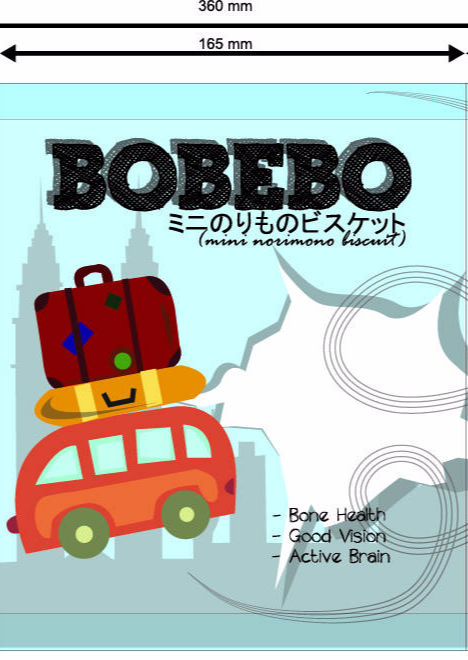 360 mm
165 mm
BOBEBO
ミニのりものビスケット
(mini norimono biscuit)
- Bone Health
- Good Vision
- Active Brain